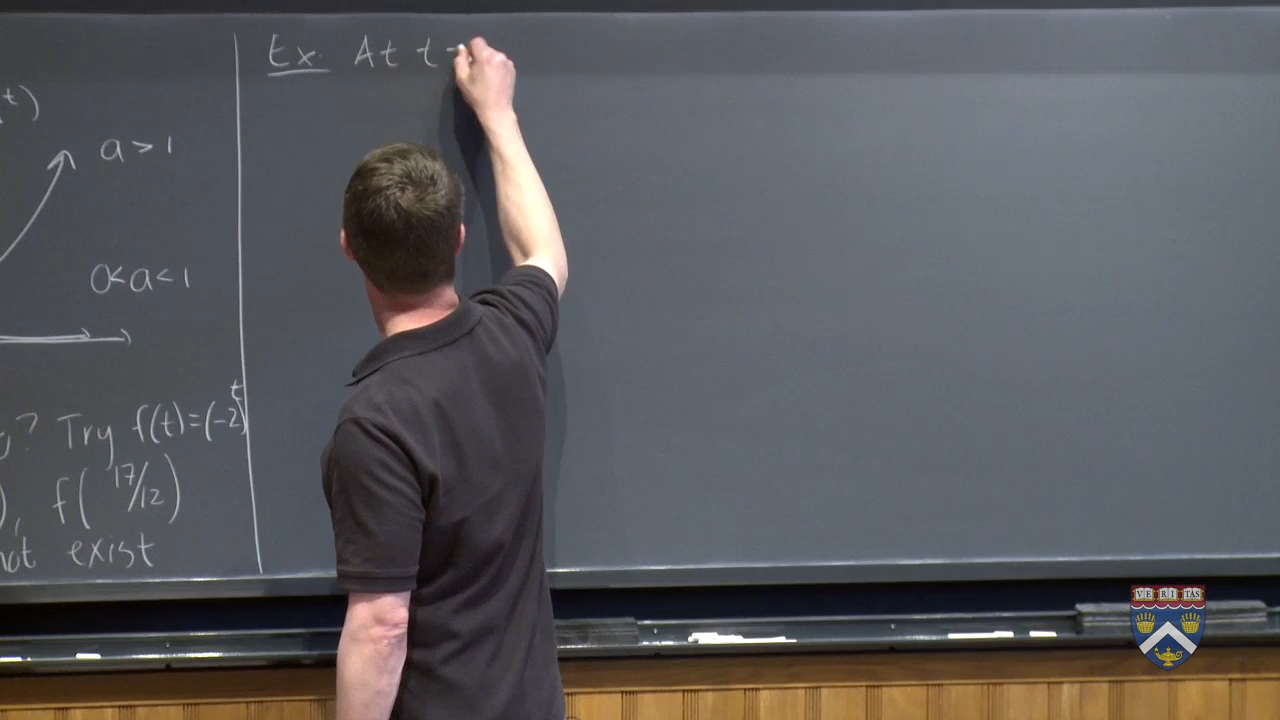 t)
a > 1
0 < a < 1
? Try f(t) = (-2)^t
), f(17/12)
not exist
Ex. At t
VERITAS